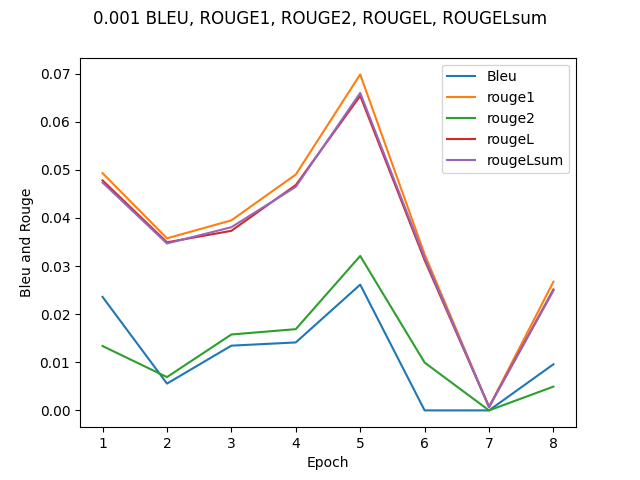 0.001 BLEU, ROUGE1, ROUGE2, ROUGEL, ROUGELsum
Bleu
rouge1
rouge2
rougeL
rougeLsum
Bleu and Rouge
0.07
0.06
0.05
0.04
0.03
0.02
0.01
0.00
1 2 3 4 5 6 7 8
Epoch